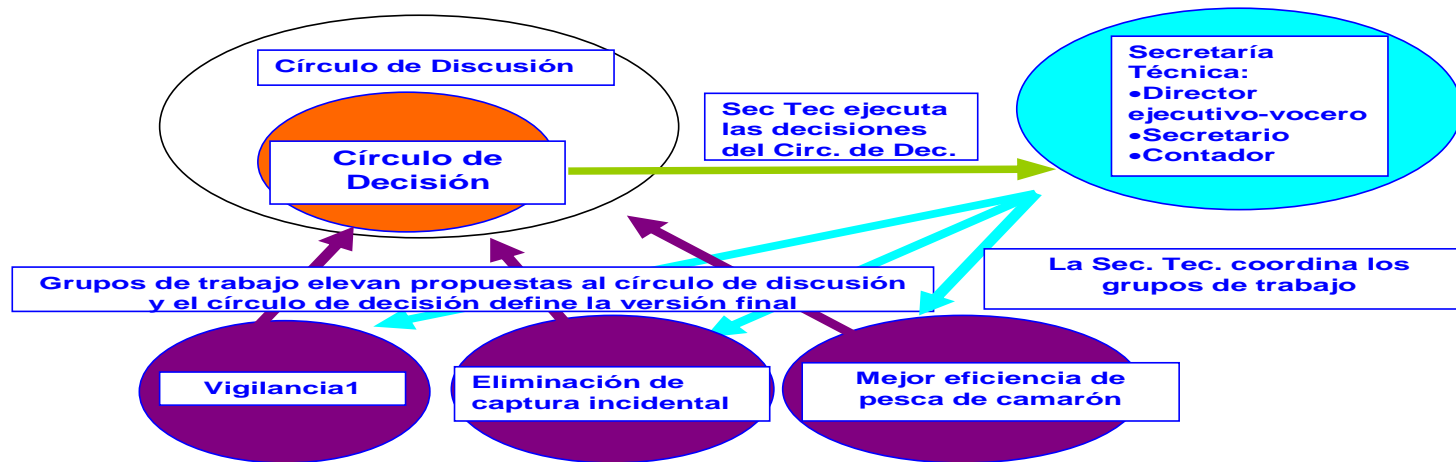 Círculo de Discusión
Círculo de
Decisión
Sec Tec ejecuta
las decisiones
del Circ. de Dec.
Secretaría
Técnica:
•Director
ejecutivo-vocero
•Secretario
•Contador
Grupos de trabajo elevan propuestas al círculo de discusión
y el círculo de decisión define la versión final
La Sec. Tec. coordina los
grupos de trabajo
Vigilancia1
Eliminación de
captura incidental
Mejor eficiencia de
pesca de camarón